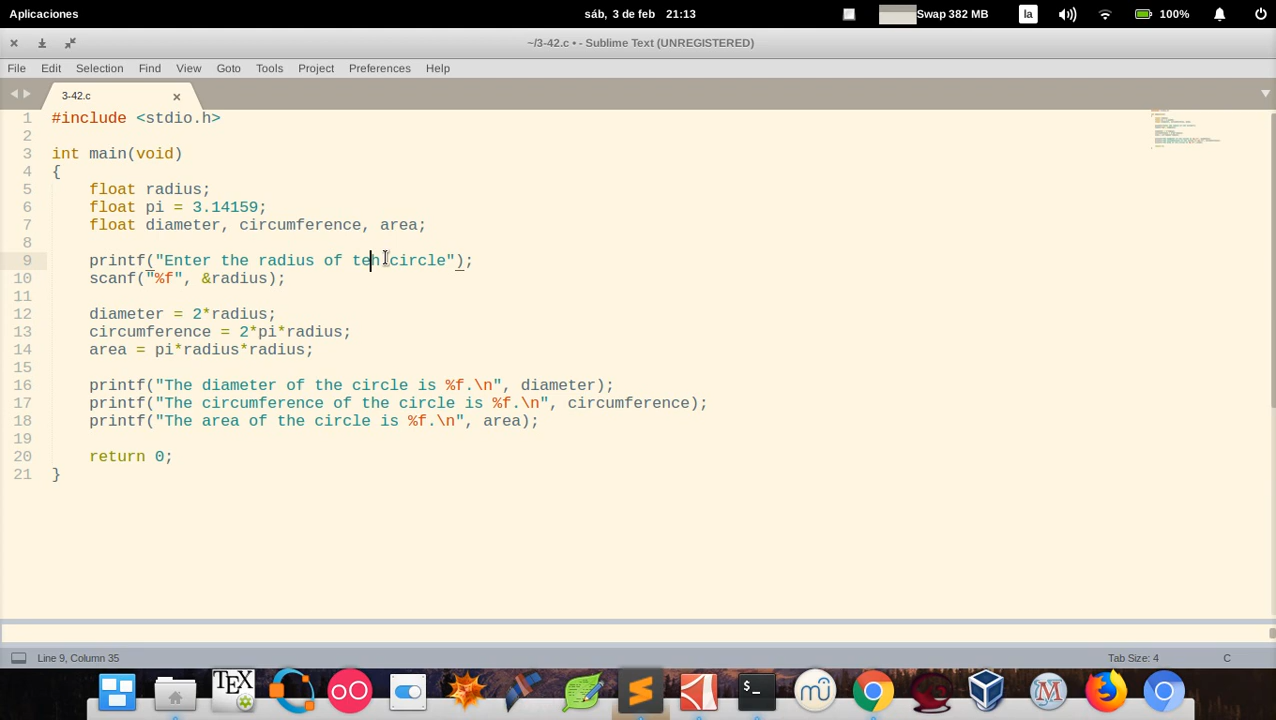 Aplicaciones sáb, 3 de feb 21:13 Swap 382 MB la 100%
~/3-42.c • - Sublime Text (UNREGISTERED)
File Edit Selection Find View Goto Tools Project Preferences Help
3-42.c
1 #include <stdio.h>
2
3 int main(void)
4 {
5 float radius;
6 float pi = 3.14159;
7 float diameter, circumference, area;
8
9 printf("Enter the radius of teh circle");
10 scanf("%f", &radius);
11
12 diameter = 2*radius;
13 circumference = 2*pi*radius;
14 area = pi*radius*radius;
15
16 printf("The diameter of the circle is %f.\n", diameter);
17 printf("The circumference of the circle is %f.\n", circumference);
18 printf("The area of the circle is %f.\n", area);
19
20 return 0;
21 }
Line 9, Column 35 Tab Size: 4 C
TEX >_ mu M